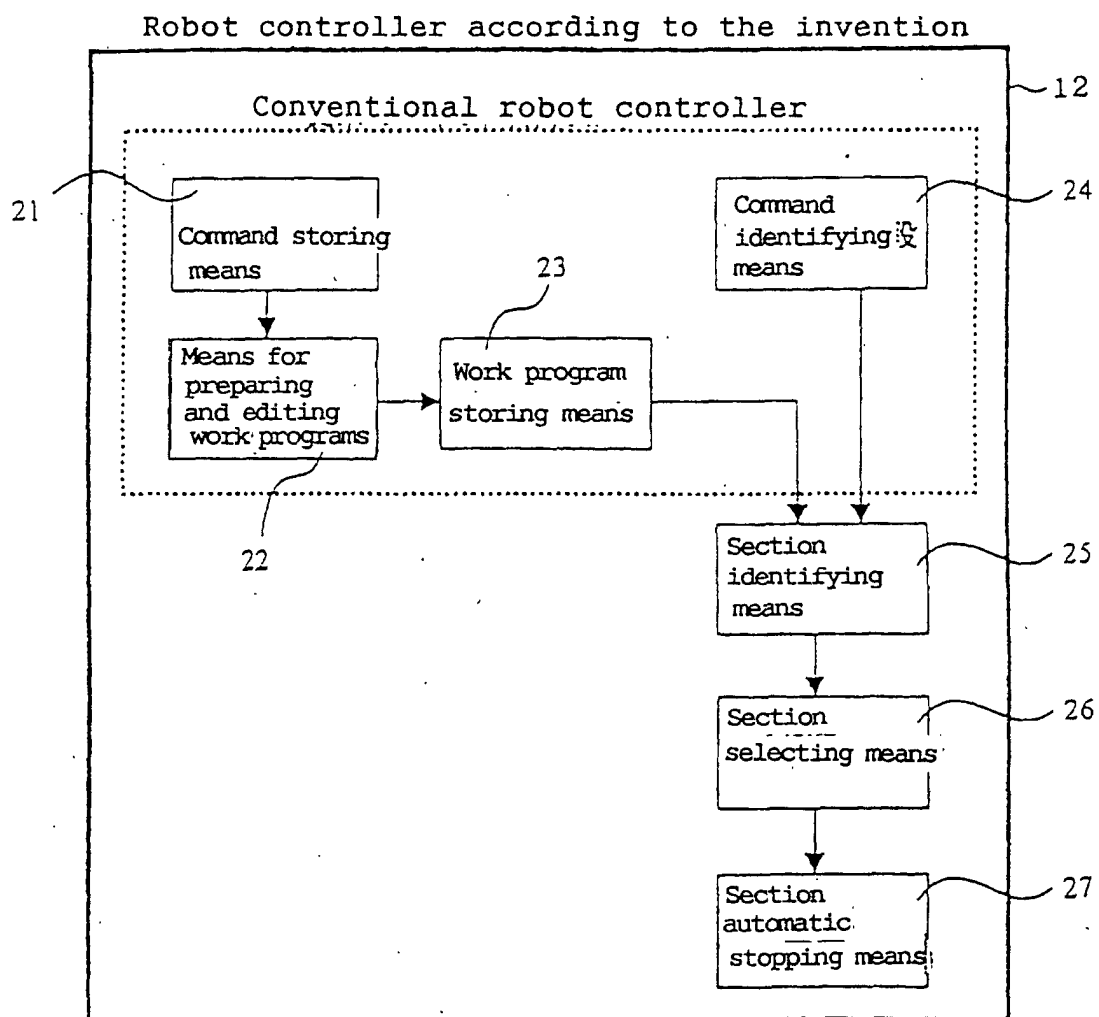 Robot controller according to the invention
12
Conventional robot controller
21
Command storing
means
Command
identifying 没
means
24
23
Means for
preparing
and editing
work programs
Work program
storing means
22
Section
identifying
means
25
Section
selecting means
26
Section
automatic
stopping means
27